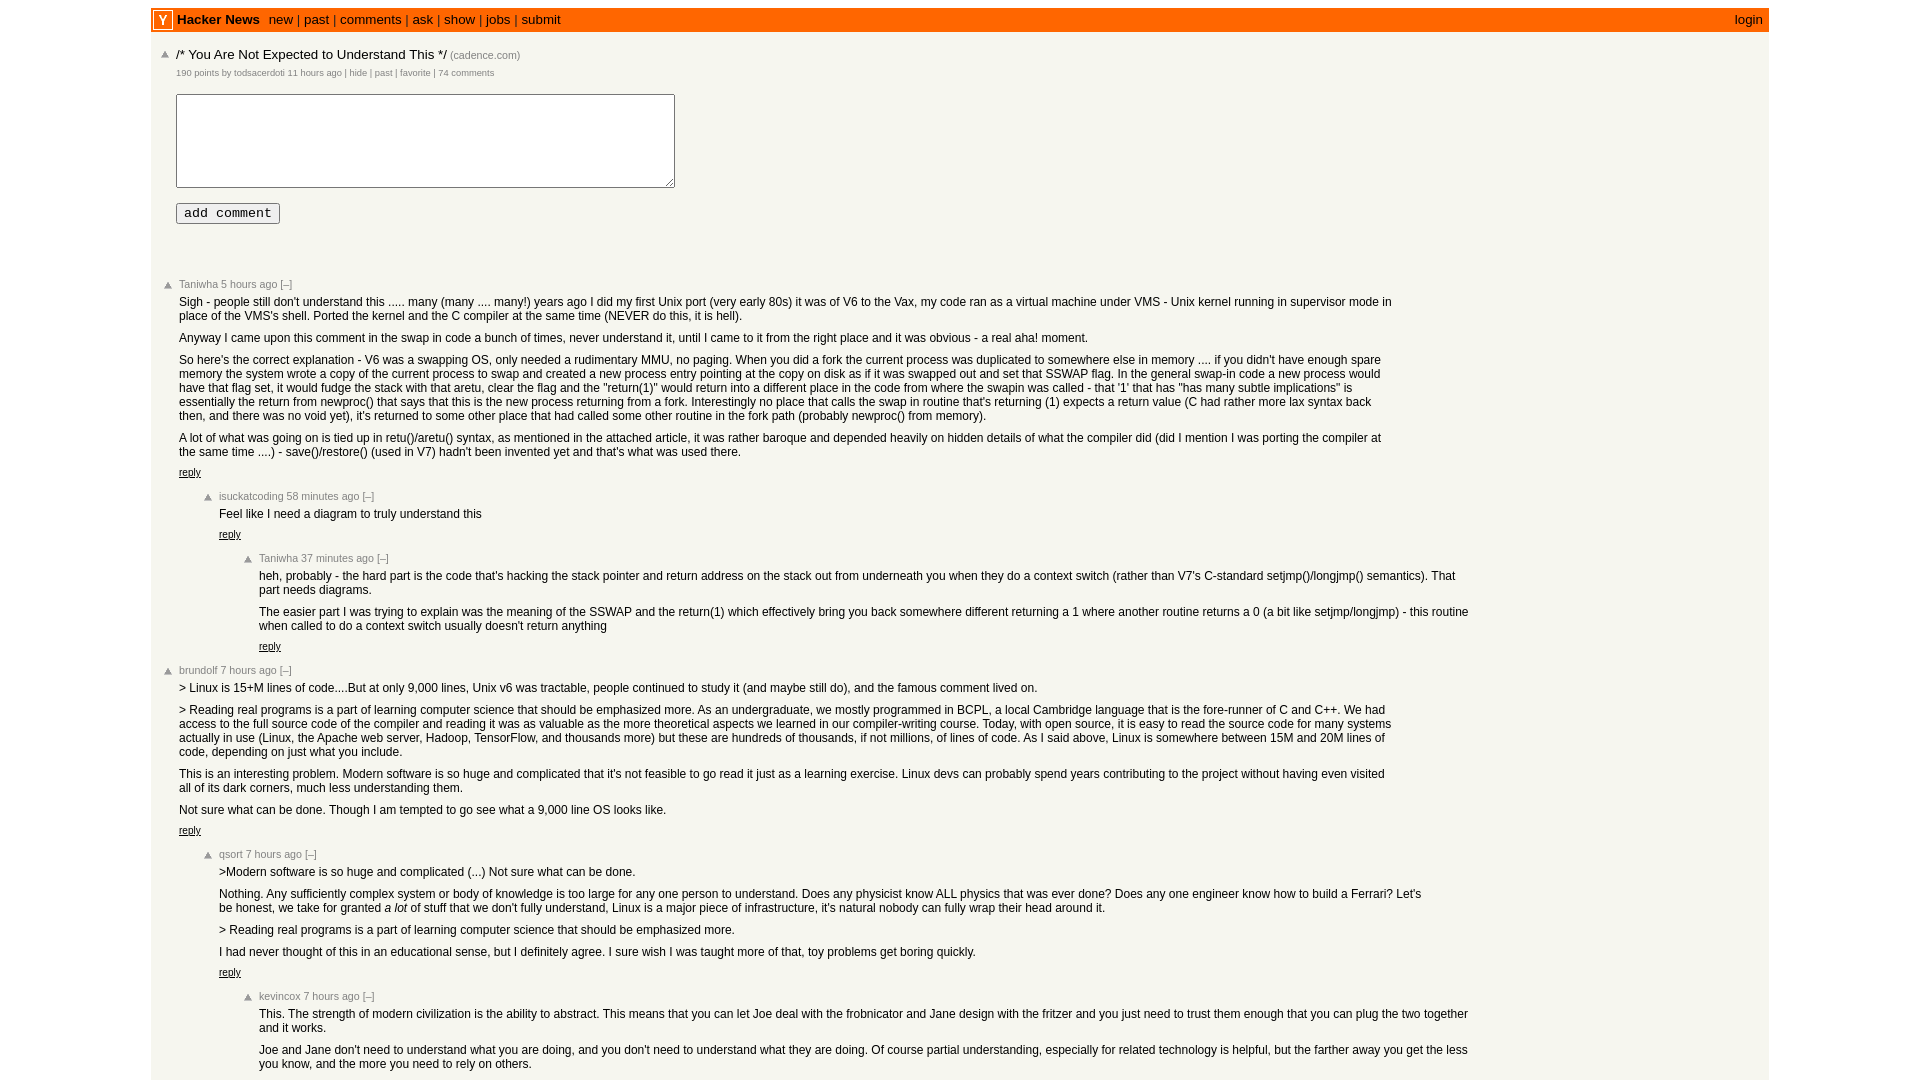 Y Hacker News new | past | comments | ask | show | jobs | submit login
/* You Are Not Expected to Understand This */ (cadence.com)
190 points by todsacerdoti 11 hours ago | hide | past | favorite | 74 comments
add comment
Taniwha 5 hours ago [–]
Sigh - people still don't understand this ..... many (many .... many!) years ago I did my first Unix port (very early 80s) it was of V6 to the Vax, my code ran as a virtual machine under VMS - Unix kernel running in supervisor mode in
place of the VMS's shell. Ported the kernel and the C compiler at the same time (NEVER do this, it is hell).
Anyway I came upon this comment in the swap in code a bunch of times, never understand it, until I came to it from the right place and it was obvious - a real aha! moment.
So here's the correct explanation - V6 was a swapping OS, only needed a rudimentary MMU, no paging. When you did a fork the current process was duplicated to somewhere else in memory .... if you didn't have enough spare
memory the system wrote a copy of the current process to swap and created a new process entry pointing at the copy on disk as if it was swapped out and set that SSWAP flag. In the general swap-in code a new process would
have that flag set, it would fudge the stack with that aretu, clear the flag and the "return(1)" would return into a different place in the code from where the swapin was called - that '1' that has "has many subtle implications" is
essentially the return from newproc() that says that this is the new process returning from a fork. Interestingly no place that calls the swap in routine that's returning (1) expects a return value (C had rather more lax syntax back
then, and there was no void yet), it's returned to some other place that had called some other routine in the fork path (probably newproc() from memory).
A lot of what was going on is tied up in retu()/aretu() syntax, as mentioned in the attached article, it was rather baroque and depended heavily on hidden details of what the compiler did (did I mention I was porting the compiler at
the same time ....) - save()/restore() (used in V7) hadn't been invented yet and that's what was used there.
reply
isuckatcoding 58 minutes ago [–]
Feel like I need a diagram to truly understand this
reply
Taniwha 37 minutes ago [–]
heh, probably - the hard part is the code that's hacking the stack pointer and return address on the stack out from underneath you when they do a context switch (rather than V7's C-standard setjmp()/longjmp() semantics). That
part needs diagrams.
The easier part I was trying to explain was the meaning of the SSWAP and the return(1) which effectively bring you back somewhere different returning a 1 where another routine returns a 0 (a bit like setjmp/longjmp) - this routine
when called to do a context switch usually doesn't return anything
reply
brundolf 7 hours ago [–]
> Linux is 15+M lines of code....But at only 9,000 lines, Unix v6 was tractable, people continued to study it (and maybe still do), and the famous comment lived on.
> Reading real programs is a part of learning computer science that should be emphasized more. As an undergraduate, we mostly programmed in BCPL, a local Cambridge language that is the fore-runner of C and C++. We had
access to the full source code of the compiler and reading it was as valuable as the more theoretical aspects we learned in our compiler-writing course. Today, with open source, it is easy to read the source code for many systems
actually in use (Linux, the Apache web server, Hadoop, TensorFlow, and thousands more) but these are hundreds of thousands, if not millions, of lines of code. As I said above, Linux is somewhere between 15M and 20M lines of
code, depending on just what you include.
This is an interesting problem. Modern software is so huge and complicated that it's not feasible to go read it just as a learning exercise. Linux devs can probably spend years contributing to the project without having even visited
all of its dark corners, much less understanding them.
Not sure what can be done. Though I am tempted to go see what a 9,000 line OS looks like.
reply
qsort 7 hours ago [–]
>Modern software is so huge and complicated (...) Not sure what can be done.
Nothing. Any sufficiently complex system or body of knowledge is too large for any one person to understand. Does any physicist know ALL physics that was ever done? Does any one engineer know how to build a Ferrari? Let's
be honest, we take for granted a lot of stuff that we don't fully understand, Linux is a major piece of infrastructure, it's natural nobody can fully wrap their head around it.
> Reading real programs is a part of learning computer science that should be emphasized more.
I had never thought of this in an educational sense, but I definitely agree. I sure wish I was taught more of that, toy problems get boring quickly.
reply
kevincox 7 hours ago [–]
This. The strength of modern civilization is the ability to abstract. This means that you can let Joe deal with the frobnicator and Jane design with the fritzer and you just need to trust them enough that you can plug the two together
and it works.
Joe and Jane don't need to understand what you are doing, and you don't need to understand what they are doing. Of course partial understanding, especially for related technology is helpful, but the farther away you get the less
you know, and the more you need to rely on others.